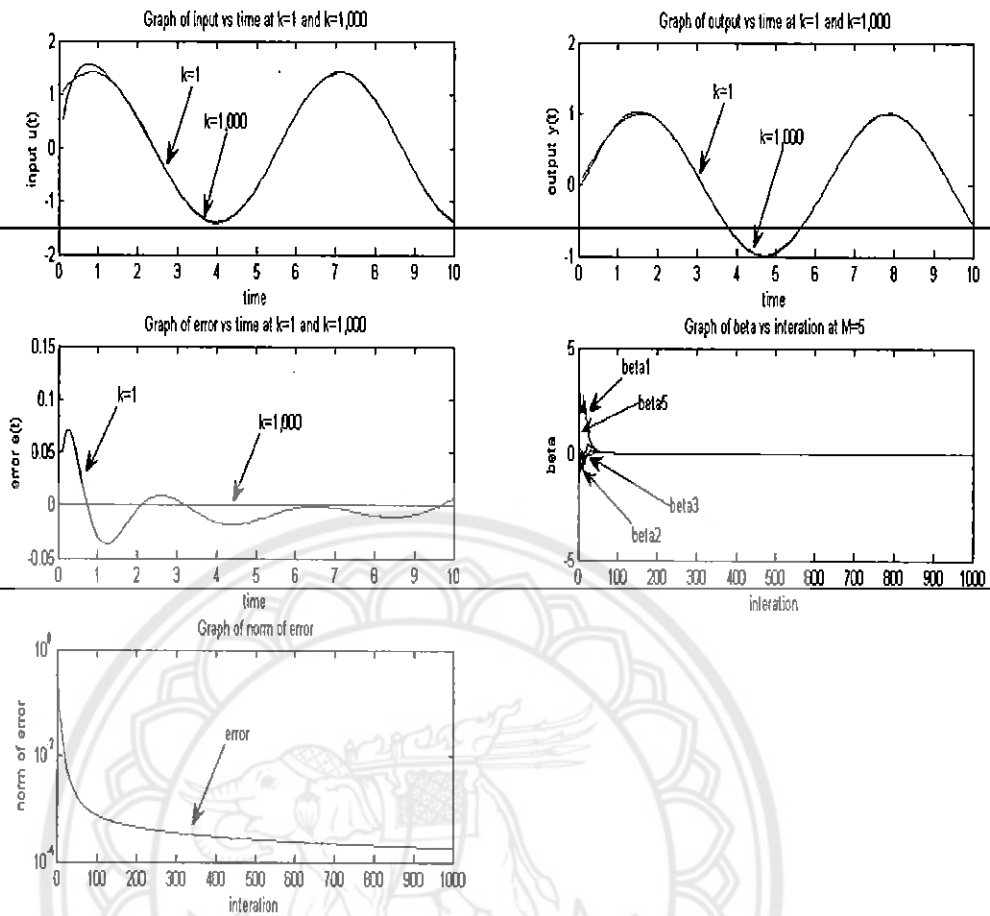 Graph of input vs time at k=1 and k=1,000
2
1
0
-1
-2
input u(t)
k=1
k=1,000
0 1 2 3 4 5 6 7 8 9 10
time
Graph of output vs time at k=1 and k=1,000
2
1
0
-1
output y(t)
k=1
k=1,000
0 1 2 3 4 5 6 7 8 9 10
time
Graph of error vs time at k=1 and k=1,000
0.15
0.1
0.05
0
-0.05
error e(t)
k=1
k=1,000
0 1 2 3 4 5 6 7 8 9 10
time
Graph of beta vs interation at M=5
5
0
-5
beta
beta1
beta5
beta3
beta2
0 100 200 300 400 500 600 700 800 900 1000
interation
Graph of norm of error
10^0
10^-2
10^-4
norm of error
error
0 100 200 300 400 500 600 700 800 900 1000
interation